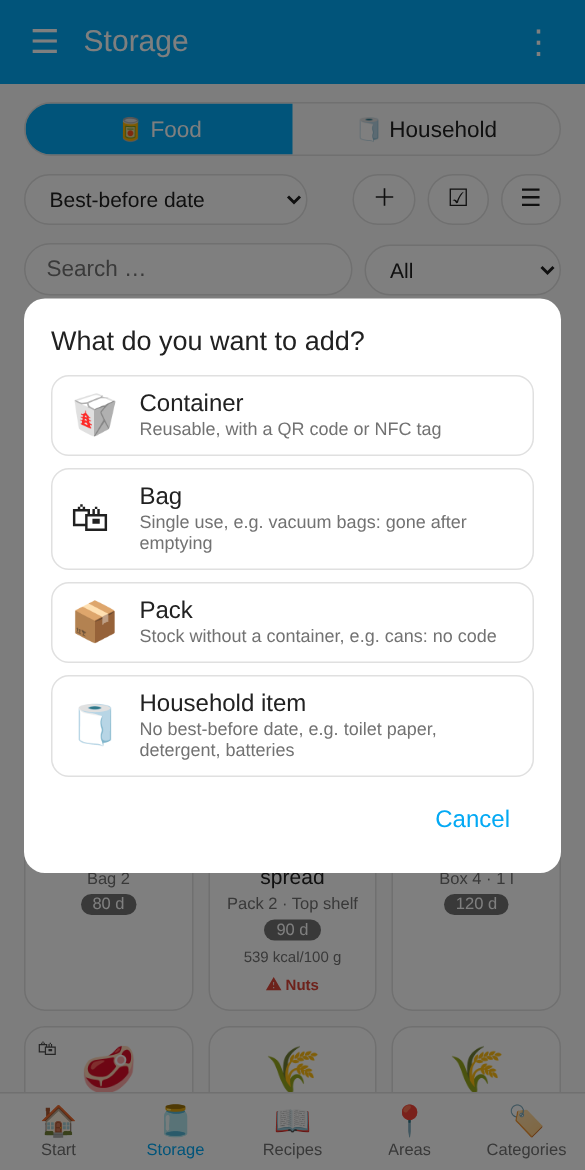 Storage
Food
Household
Best-before date
Search …
All
What do you want to add?
Container
Reusable, with a QR code or NFC tag
Bag
Single use, e.g. vacuum bags: gone after
emptying
Pack
Stock without a container, e.g. cans: no code
Household item
No best-before date, e.g. toilet paper,
detergent, batteries
Cancel
Bag 2
80 d
spread
Pack 2 · Top shelf
90 d
539 kcal/100 g
Nuts
Box 4 · 1 l
120 d
Start
Storage
Recipes
Areas
Categories